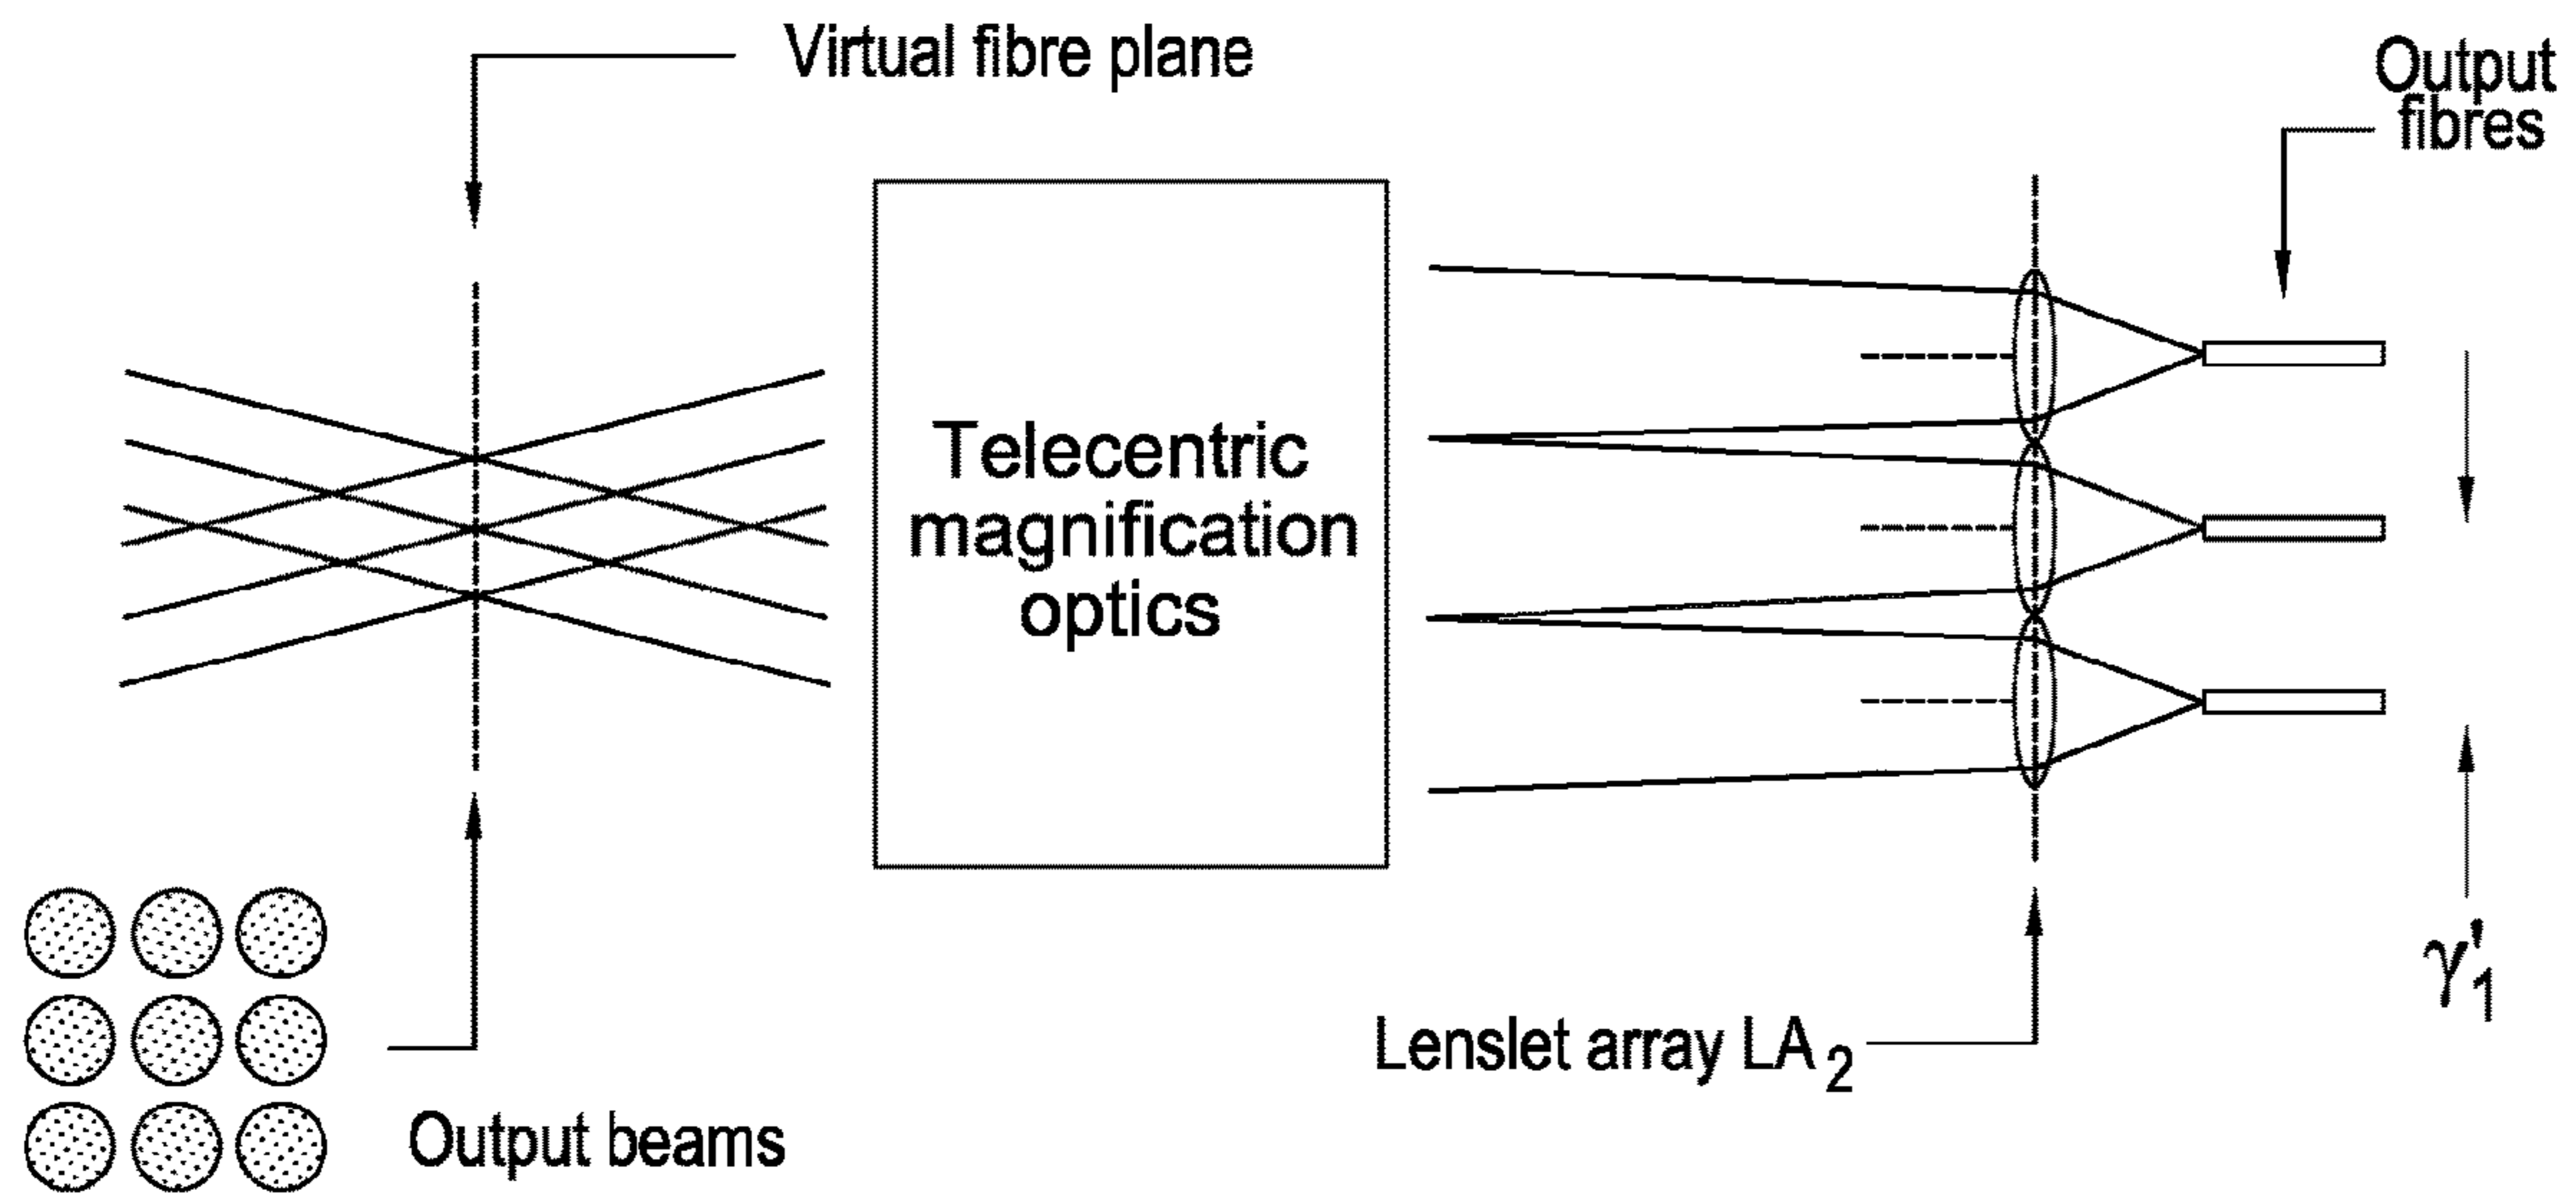 Virtual fibre plane
Output
fibres
Telecentric
magnification
optics
γ'1
Lenslet array LA2
Output beams